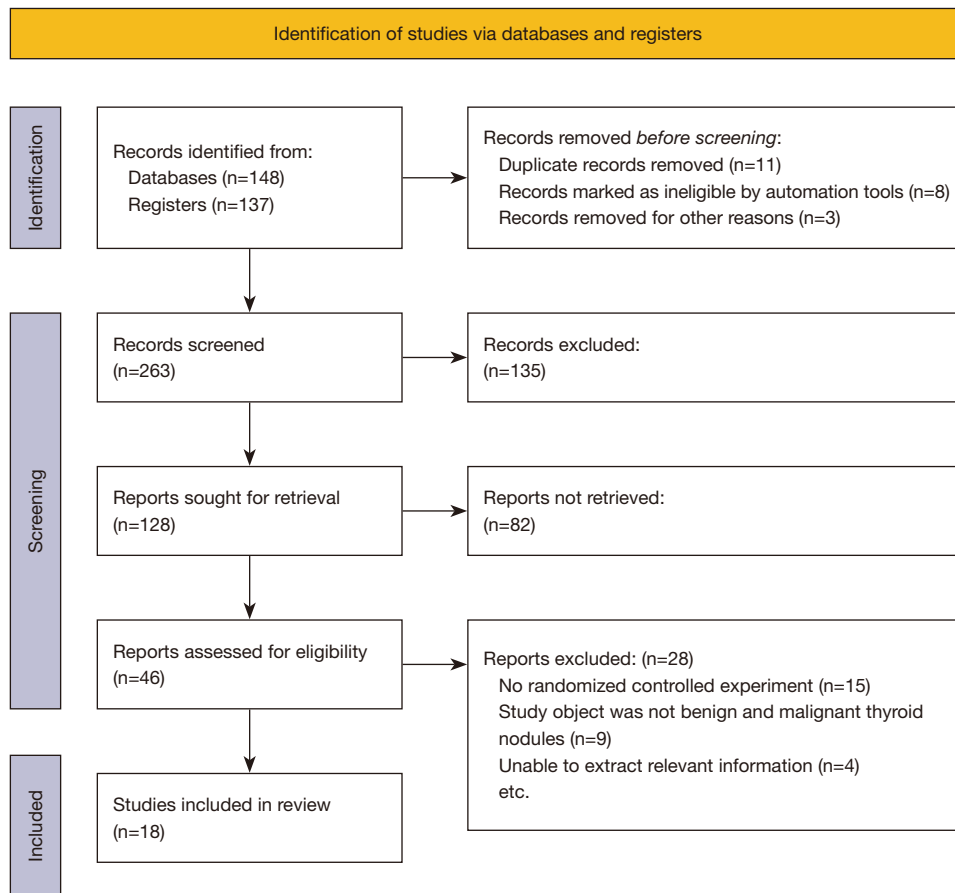 Identification of studies via databases and registers
Identification
Records identified from:
Databases (n=148)
Registers (n=137)
Records removed before screening:
Duplicate records removed (n=11)
Records marked as ineligible by automation tools (n=8)
Records removed for other reasons (n=3)
Screening
Records screened
(n=263)
Records excluded:
(n=135)
Reports sought for retrieval
(n=128)
Reports not retrieved:
(n=82)
Reports assessed for eligibility
(n=46)
Reports excluded: (n=28)
No randomized controlled experiment (n=15)
Study object was not benign and malignant thyroid
nodules (n=9)
Unable to extract relevant information (n=4)
etc.
Included
Studies included in review
(n=18)